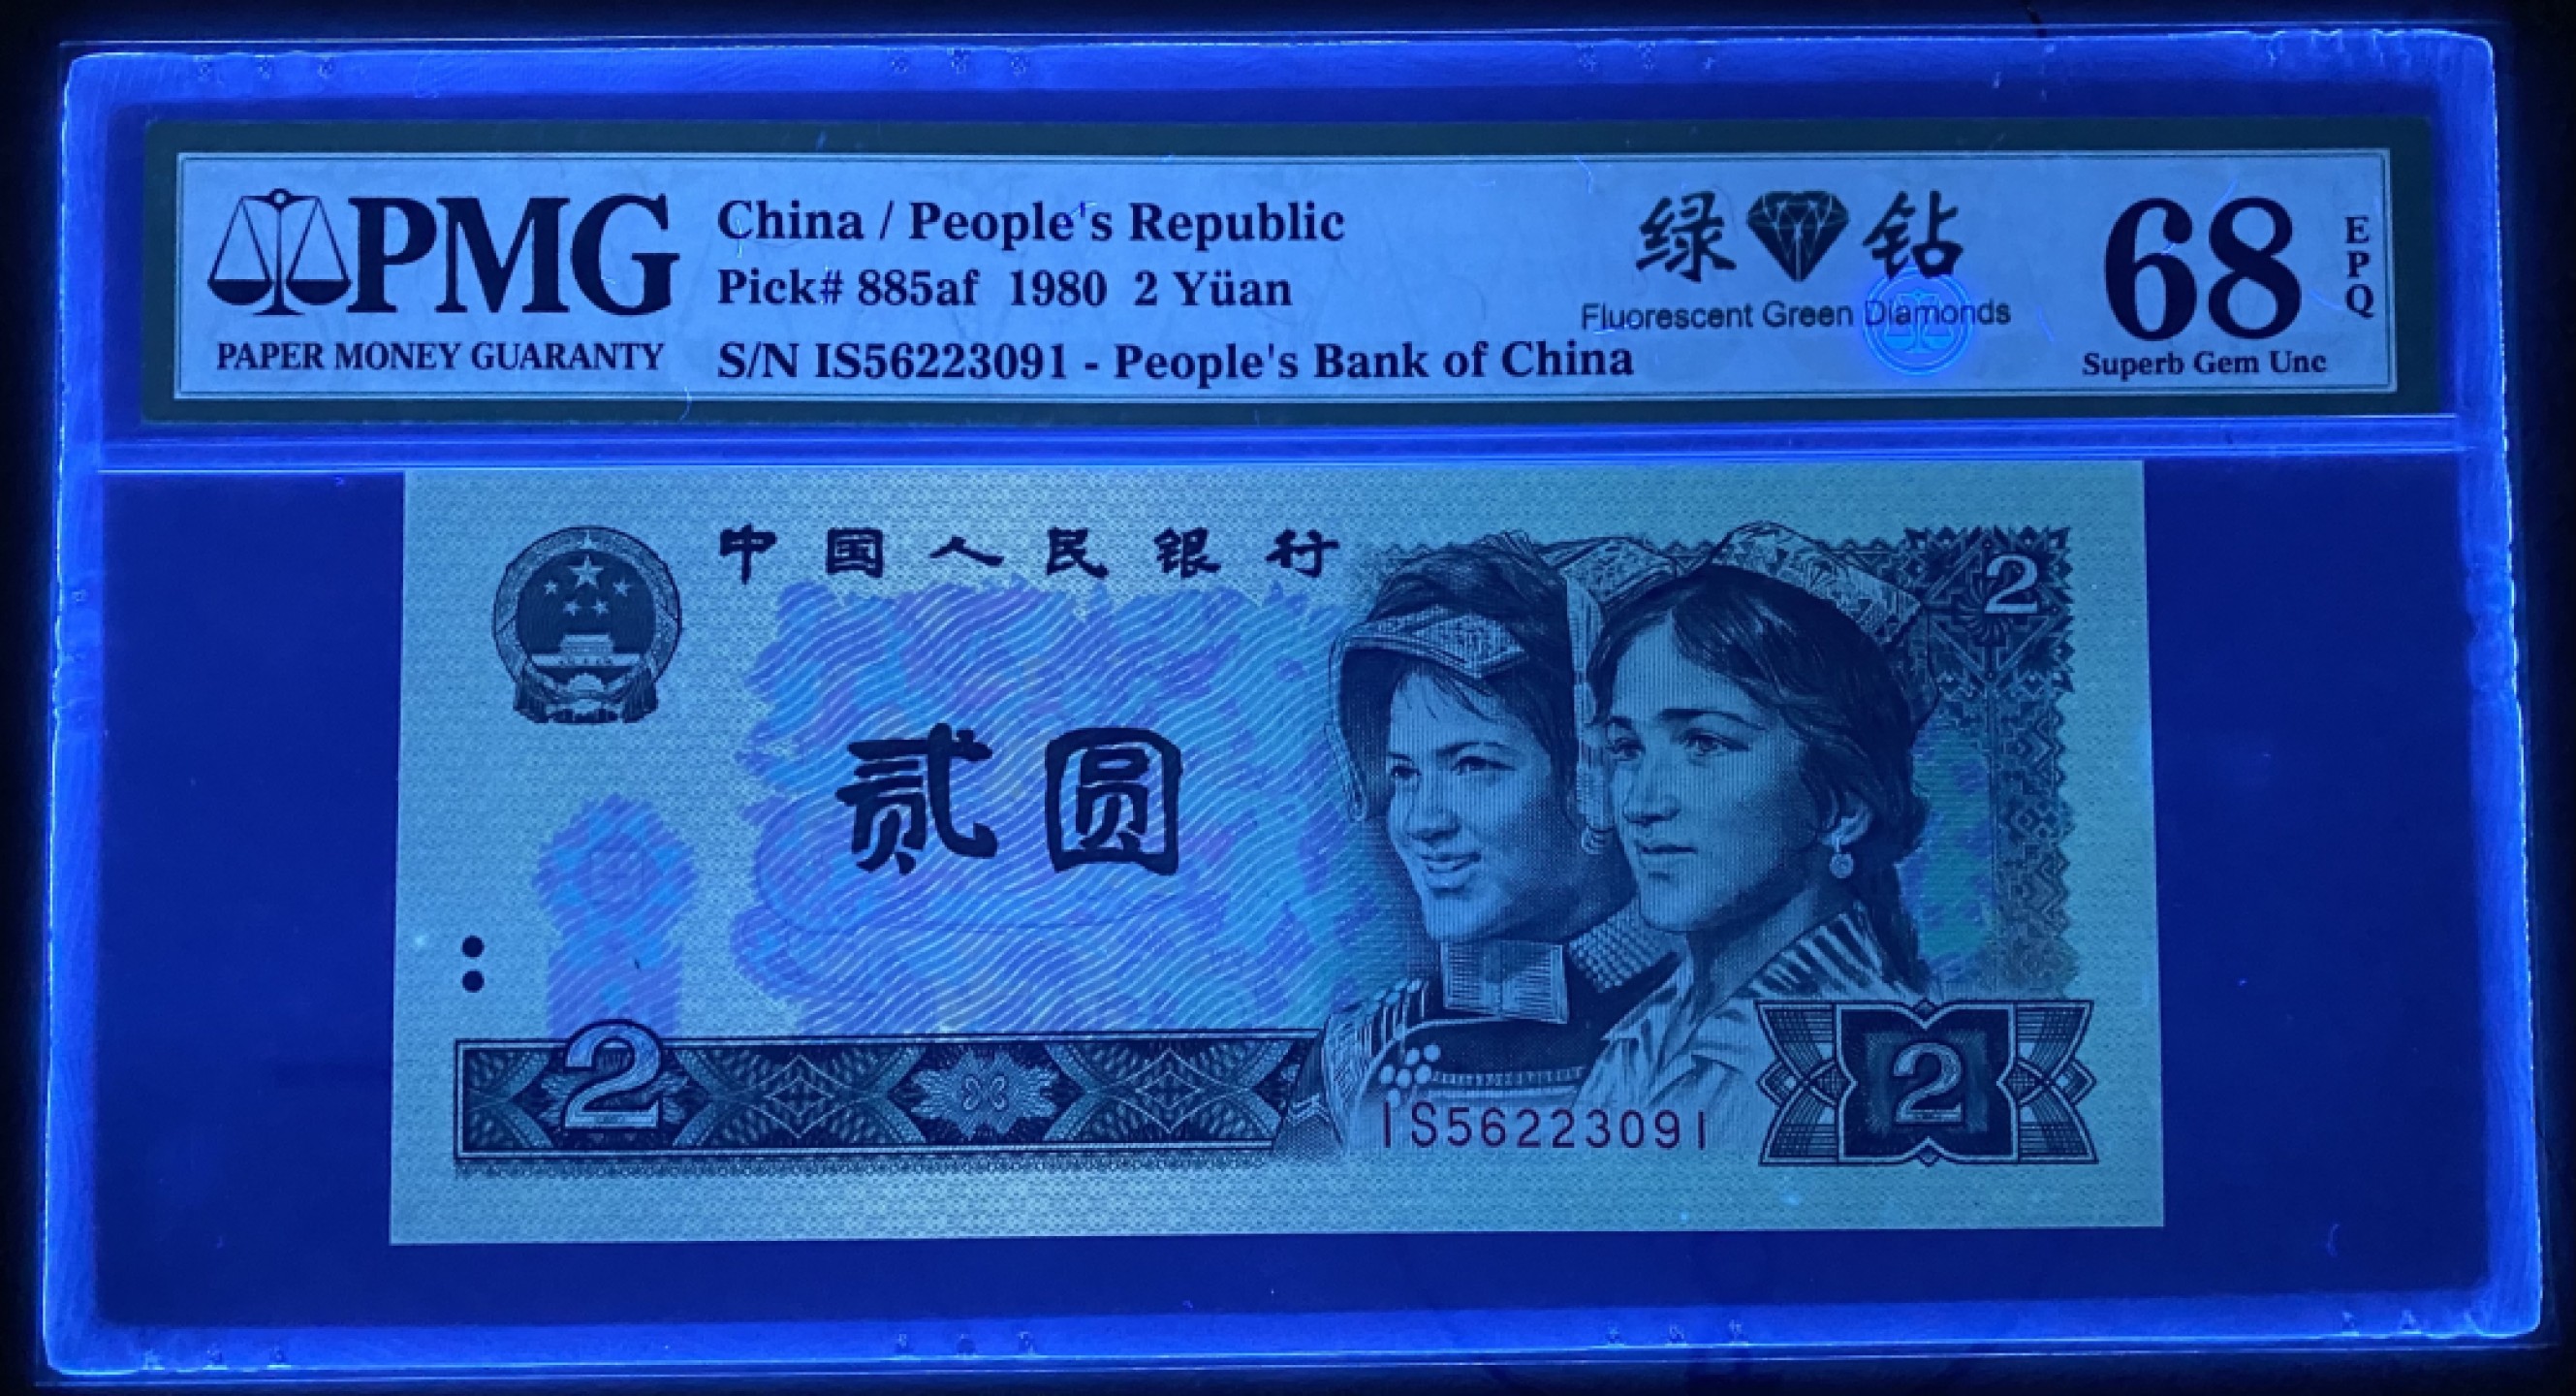 PMG
PAPER MONEY GUARANTY
China / People's Republic
Pick# 885af 1980 2 Yüan
S/N IS56223091 - People's Bank of China
绿钻
Fluorescent Green Diamonds
68
EPQ
Superb Gem Unc
中国人民银行
2
贰圆
2
IS56223091
2